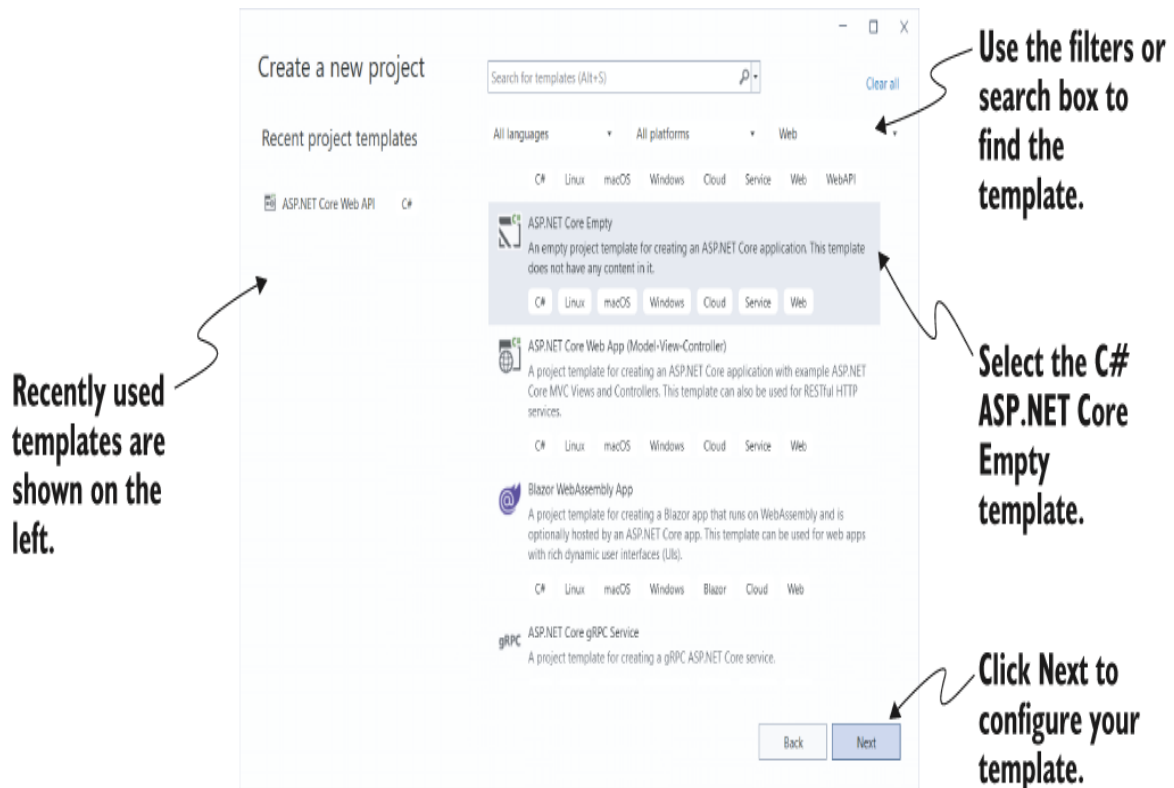 Create a new project
Search for templates (Alt+S)
Clear all
Recent project templates
All languages
All platforms
Web
C# Linux macOS Windows Cloud Service Web WebAPI
ASP.NET Core Web API C#
ASP.NET Core Empty
An empty project template for creating an ASP.NET Core application. This template
does not have any content in it.
C# Linux macOS Windows Cloud Service Web
ASP.NET Core Web App (Model-View-Controller)
A project template for creating an ASP.NET Core application with example ASP.NET
Core MVC Views and Controllers. This template can also be used for RESTful HTTP
services.
C# Linux macOS Windows Cloud Service Web
Blazor WebAssembly App
A project template for creating a Blazor app that runs on WebAssembly and is
optionally hosted by an ASP.NET Core app. This template can be used for web apps
with rich dynamic user interfaces (UIs).
C# Linux macOS Windows Blazor Cloud Web
gRPC
ASP.NET Core gRPC Service
A project template for creating a gRPC ASP.NET Core service.
Back
Next
Recently used
templates are
shown on the
left.
Use the filters or
search box to
find the
template.
Select the C#
ASP.NET Core
Empty
template.
Click Next to
configure your
template.